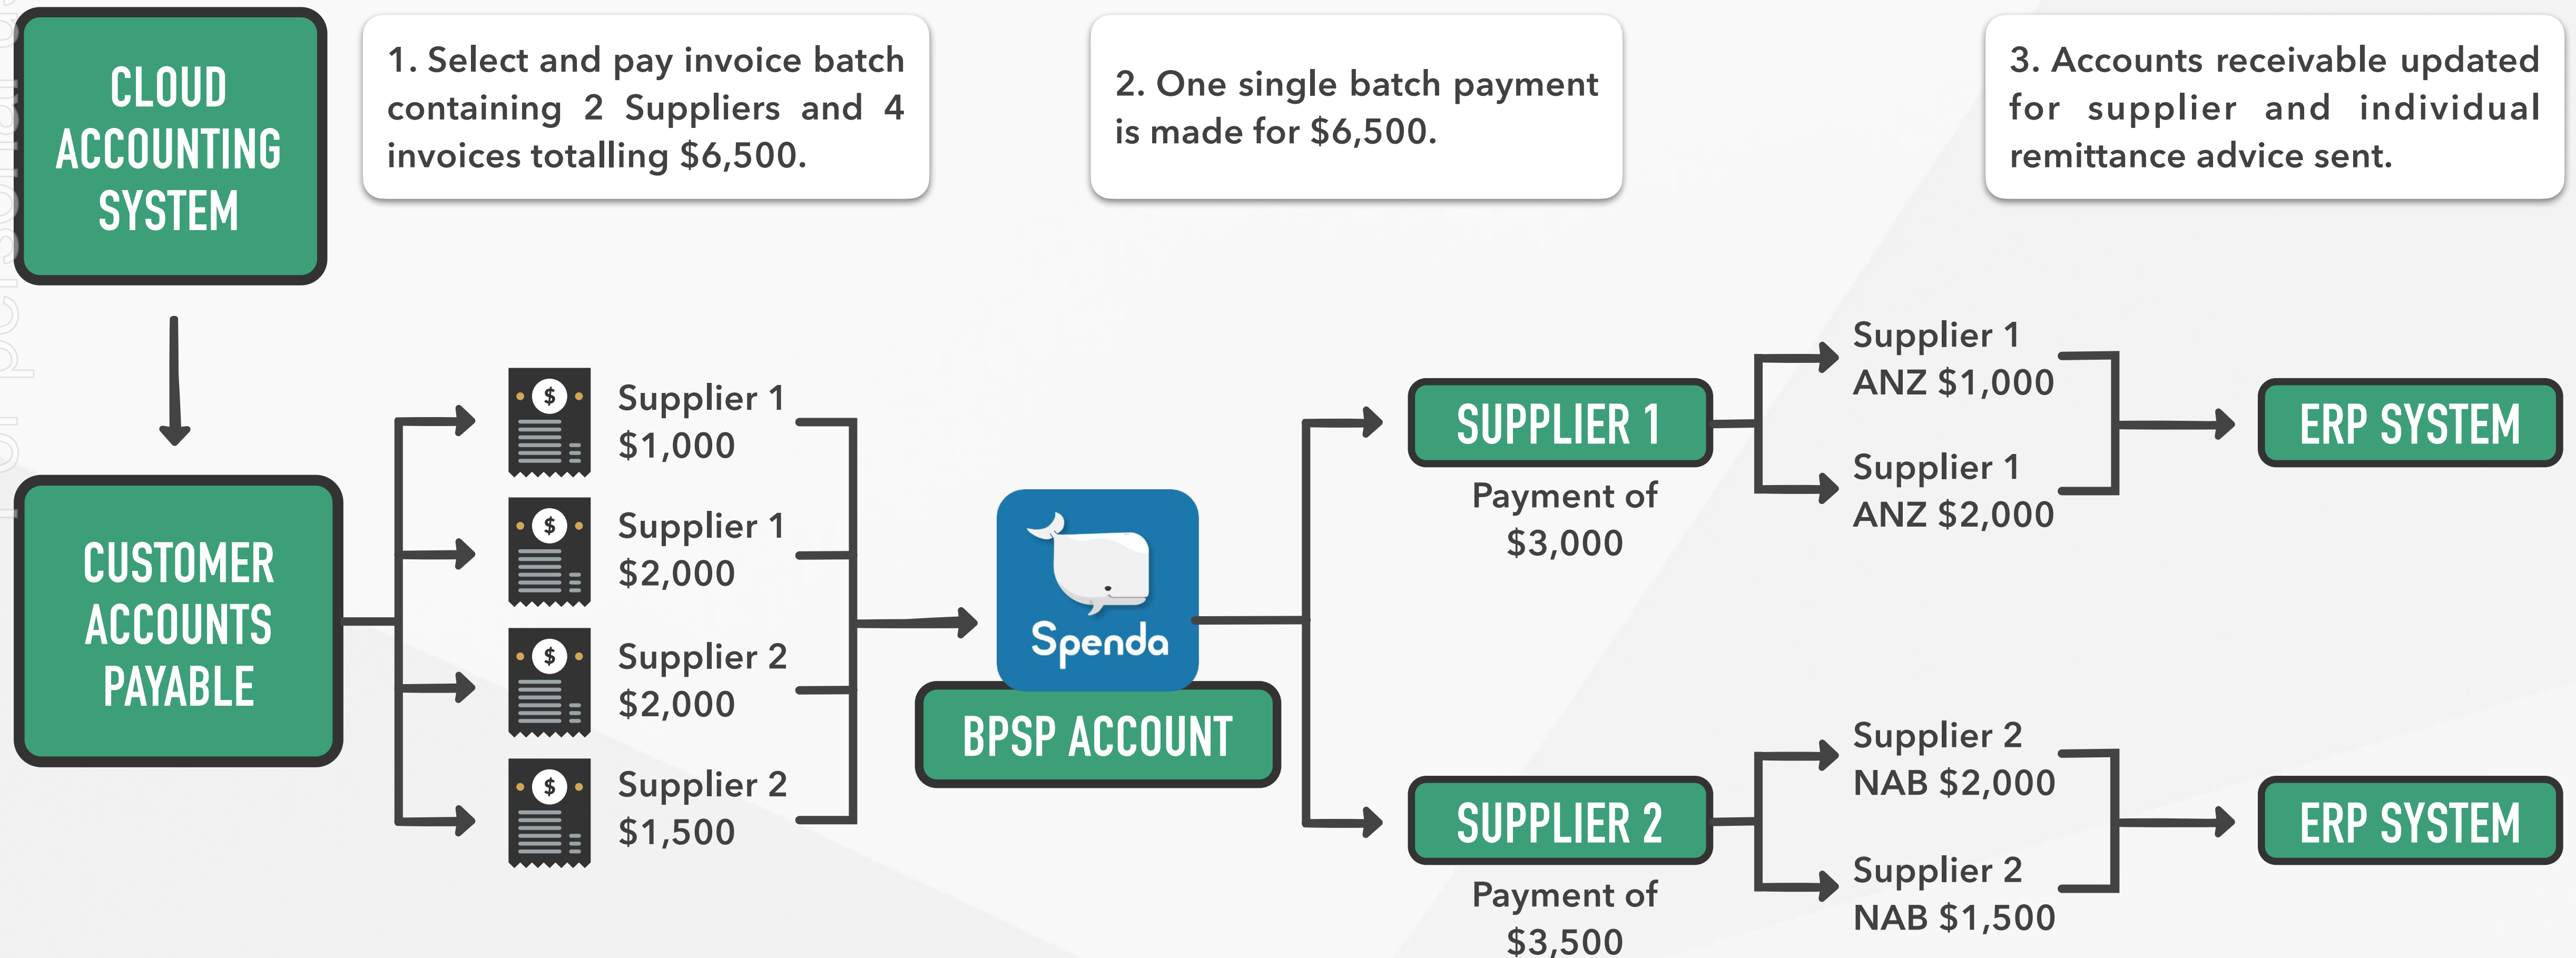 CLOUD
ACCOUNTING
SYSTEM
1. Select and pay invoice batch
containing 2 Suppliers and 4
invoices totalling $6,500.
2. One single batch payment
is made for $6,500.
3. Accounts receivable updated
for supplier and individual
remittance advice sent.
CUSTOMER
ACCOUNTS
PAYABLE
$
Supplier 1
$1,000
$
Supplier 1
$2,000
$
Supplier 2
$2,000
$
Supplier 2
$1,500
Spenda
BPSP ACCOUNT
SUPPLIER 1
Payment of
$3,000
Supplier 1
ANZ $1,000
Supplier 1
ANZ $2,000
ERP SYSTEM
SUPPLIER 2
Payment of
$3,500
Supplier 2
NAB $2,000
Supplier 2
NAB $1,500
ERP SYSTEM
For personal